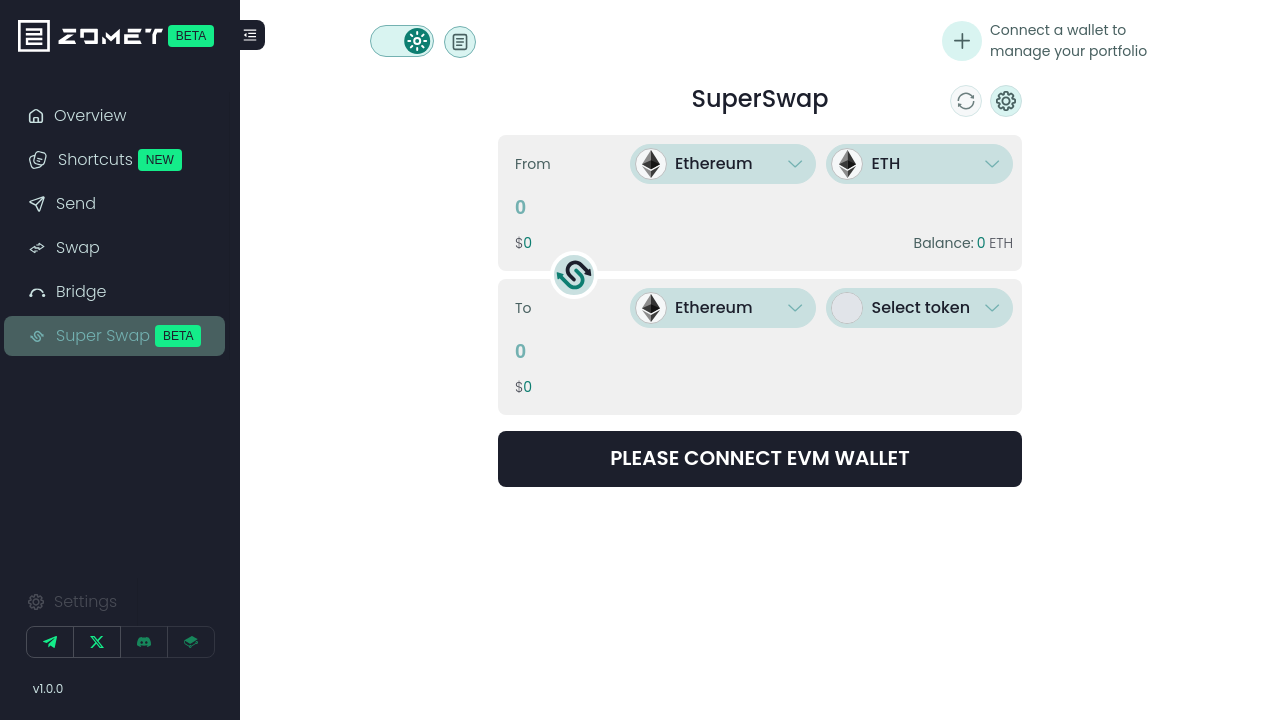 ZOMET BETA
Overview
Shortcuts NEW
Send
Swap
Bridge
Super Swap BETA
Settings
v1.0.0
Connect a wallet to
manage your portfolio
SuperSwap
From Ethereum ETH
0
$0 Balance: 0 ETH
To Ethereum Select token
0
$0
PLEASE CONNECT EVM WALLET